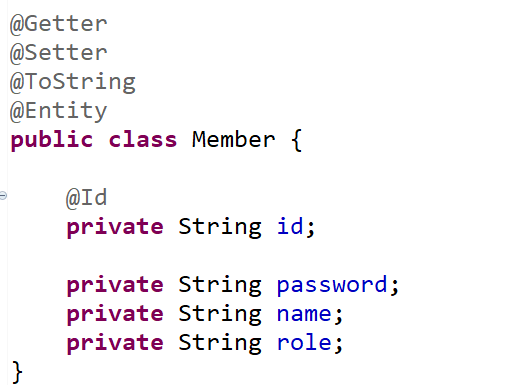 @Getter
@Setter
@ToString
@Entity
public class Member {
@Id
private String id;
private String password;
private String name;
private String role;
}